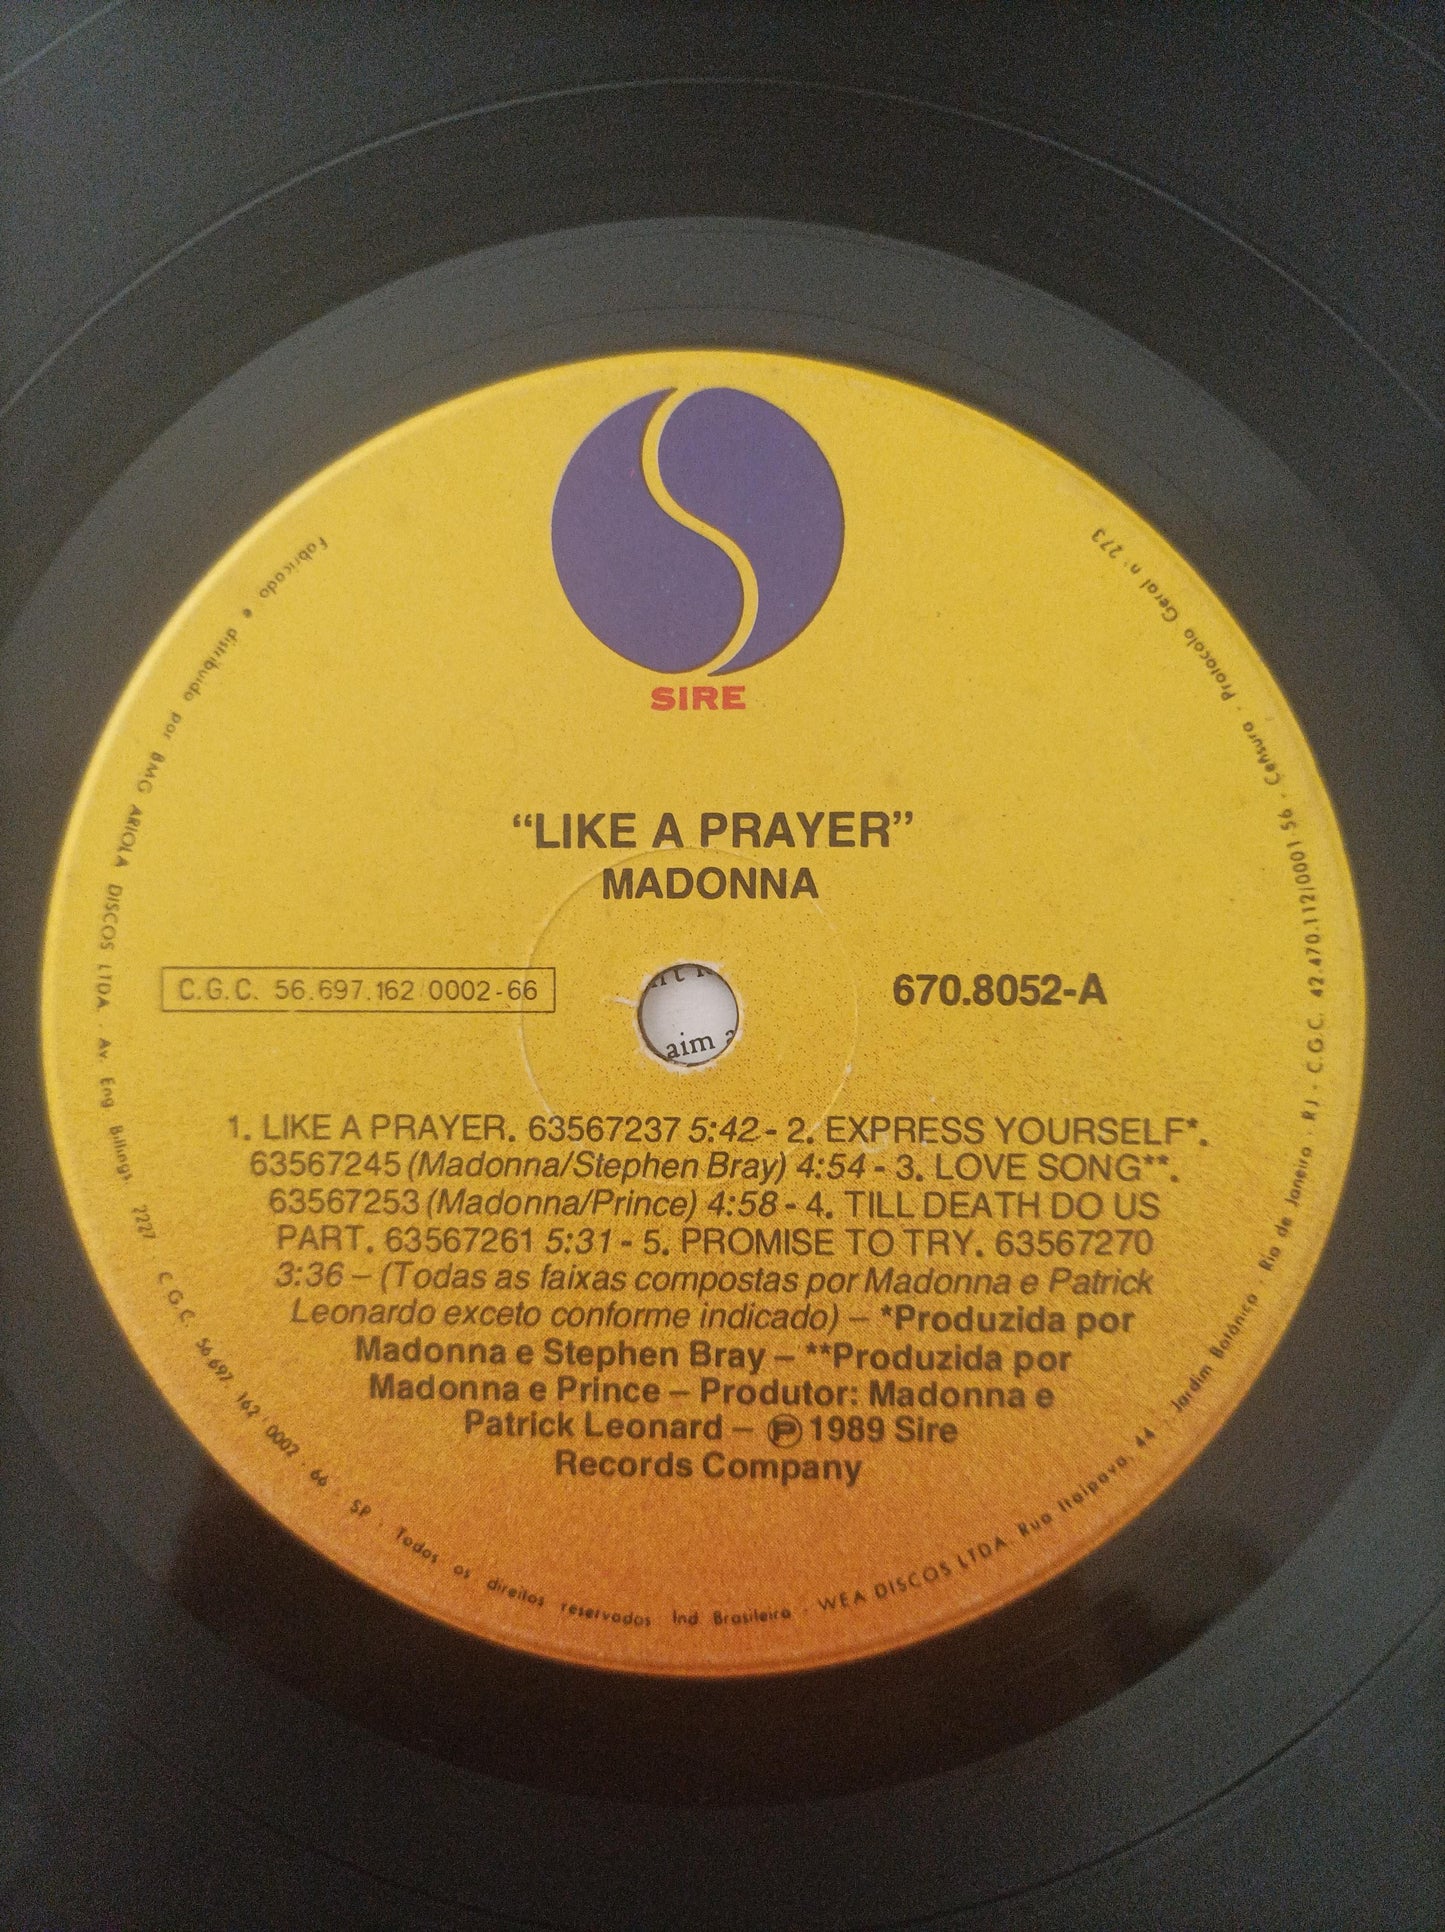 SIRE
"LIKE A PRAYER"
MADONNA
C.G.C. 56.697.162/0002-66
670.8052-A
aim
1. LIKE A PRAYER. 63567237 5:42 - 2. EXPRESS YOURSELF*.
63567245 (Madonna/Stephen Bray) 4:54 - 3. LOVE SONG**.
63567253 (Madonna/Prince) 4:58 - 4. TILL DEATH DO US
PART. 63567261 5:31 - 5. PROMISE TO TRY. 63567270
3:36 – (Todas as faixas compostas por Madonna e Patrick
Leonardo exceto conforme indicado) – *Produzida por
Madonna e Stephen Bray – **Produzida por
Madonna e Prince – Produtor: Madonna e
Patrick Leonard – ℗ 1989 Sire
Records Company
Fabricado e distribuido por BMG ARIOLA DISCOS LTDA. Av. Eng. Billings, 2227 · C.G.C. 56.697.162/0002-66 · SP · Todos os direitos reservados Ind Brasileira · WEA DISCOS LTDA. Rua Itaipava, 44 · Jardim Botânico · Rio de Janeiro · RJ · C.G.C. 42.470.112/0001-56 · Censura · Protocolo Geral n° 273